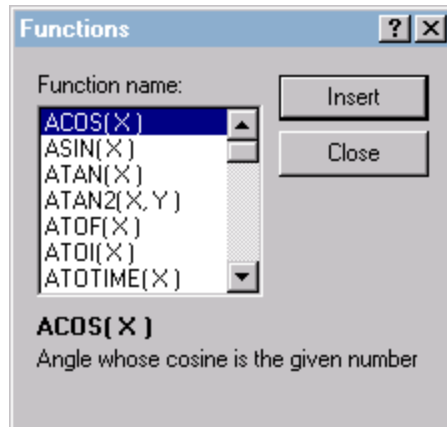 Functions
Function name:
ACOS(X)
ASIN(X)
ATAN(X)
ATAN2(X,Y)
ATOF(X)
ATOI(X)
ATOTIME(X)
Insert
Close
ACOS(X)
Angle whose cosine is the given number